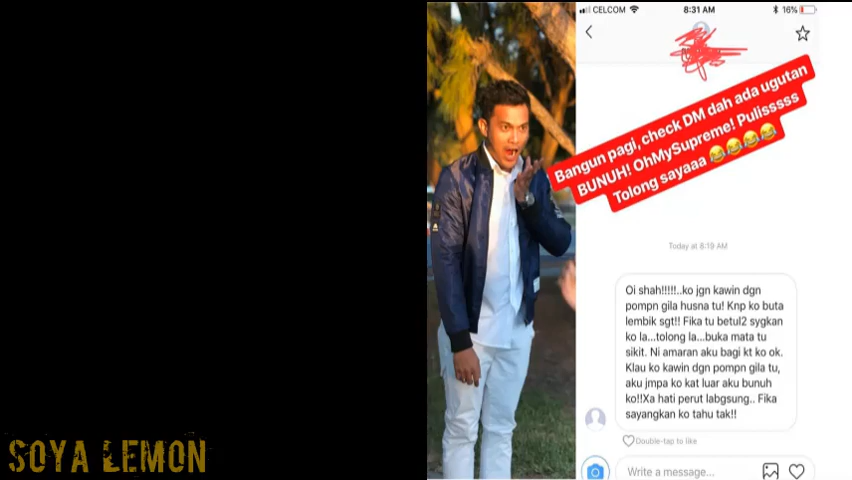 CELCOM
8:31 AM
16%
Bangun pagi, check DM dah ada ugutan
BUNUH! OhMySupreme! Pulisssss
Tolong sayaaa 😂😂😂😂
Today at 8:19 AM
Oi shah!!!!!..ko jgn kawin dgn
pompn gila husna tu! Knp ko buta
lembik sgt!! Fika tu betul2 sygkan
ko la...tolong la...buka mata tu
sikit. Ni amaran aku bagi kt ko ok.
Klau ko kawin dgn pompn gila tu,
aku jmpa ko kat luar aku bunuh
ko!!Xa hati perut labgsung.. Fika
sayangkan ko tahu tak!!
Double-tap to like
Write a message...
SOYA LEMON